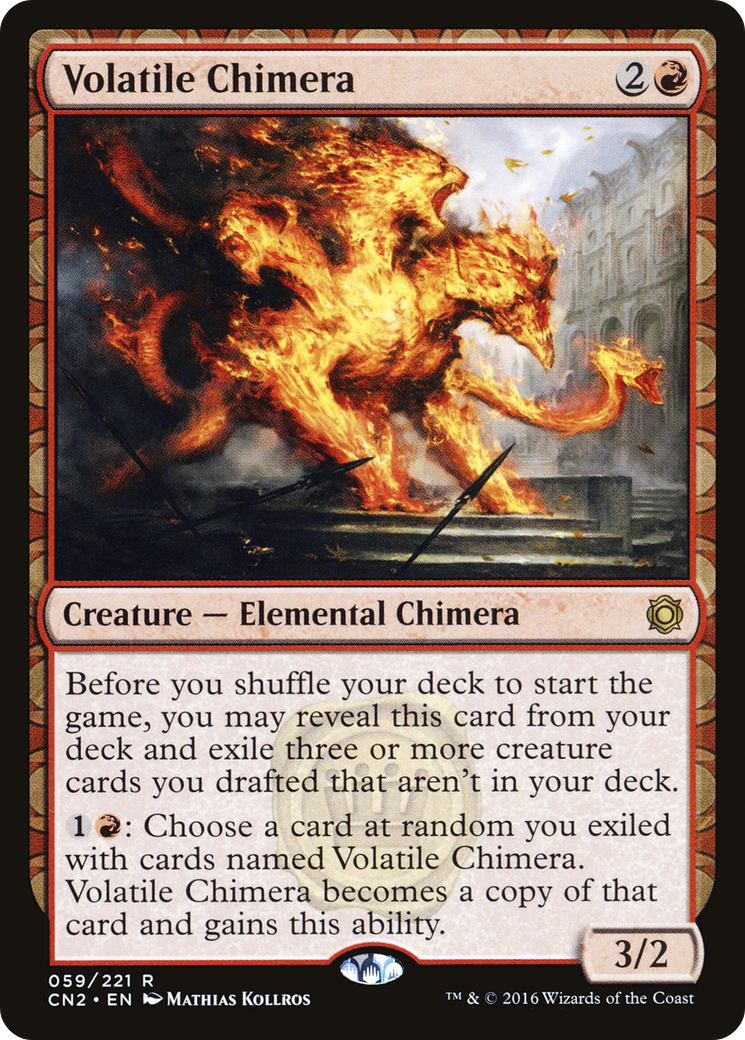 Volatile Chimera 2
Creature — Elemental Chimera
Before you shuffle your deck to start the
game, you may reveal this card from your
deck and exile three or more creature
cards you drafted that aren't in your deck.
1 : Choose a card at random you exiled
with cards named Volatile Chimera.
Volatile Chimera becomes a copy of that
card and gains this ability.
3/2
059/221 R
CN2 • EN Mathias Kollros
™ & © 2016 Wizards of the Coast